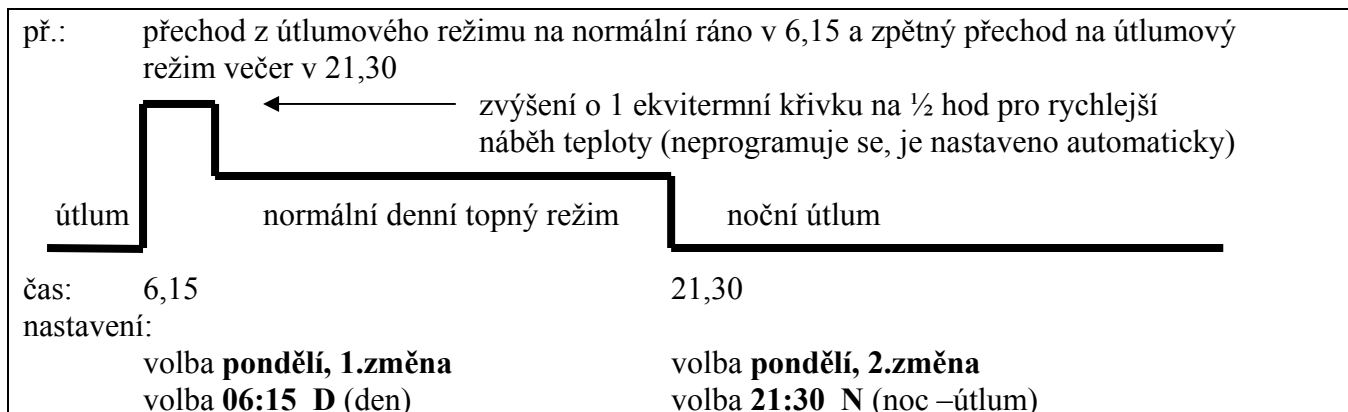 př.: přechod z útlumového režimu na normální ráno v 6,15 a zpětný přechod na útlumový
režim večer v 21,30
zvýšení o 1 ekvitermní křivku na ½ hod pro rychlejší
náběh teploty (neprogramuje se, je nastaveno automaticky)
útlum normální denní topný režim noční útlum
čas: 6,15 21,30
nastavení:
volba pondělí, 1.změna volba pondělí, 2.změna
volba 06:15 D (den) volba 21:30 N (noc –útlum)